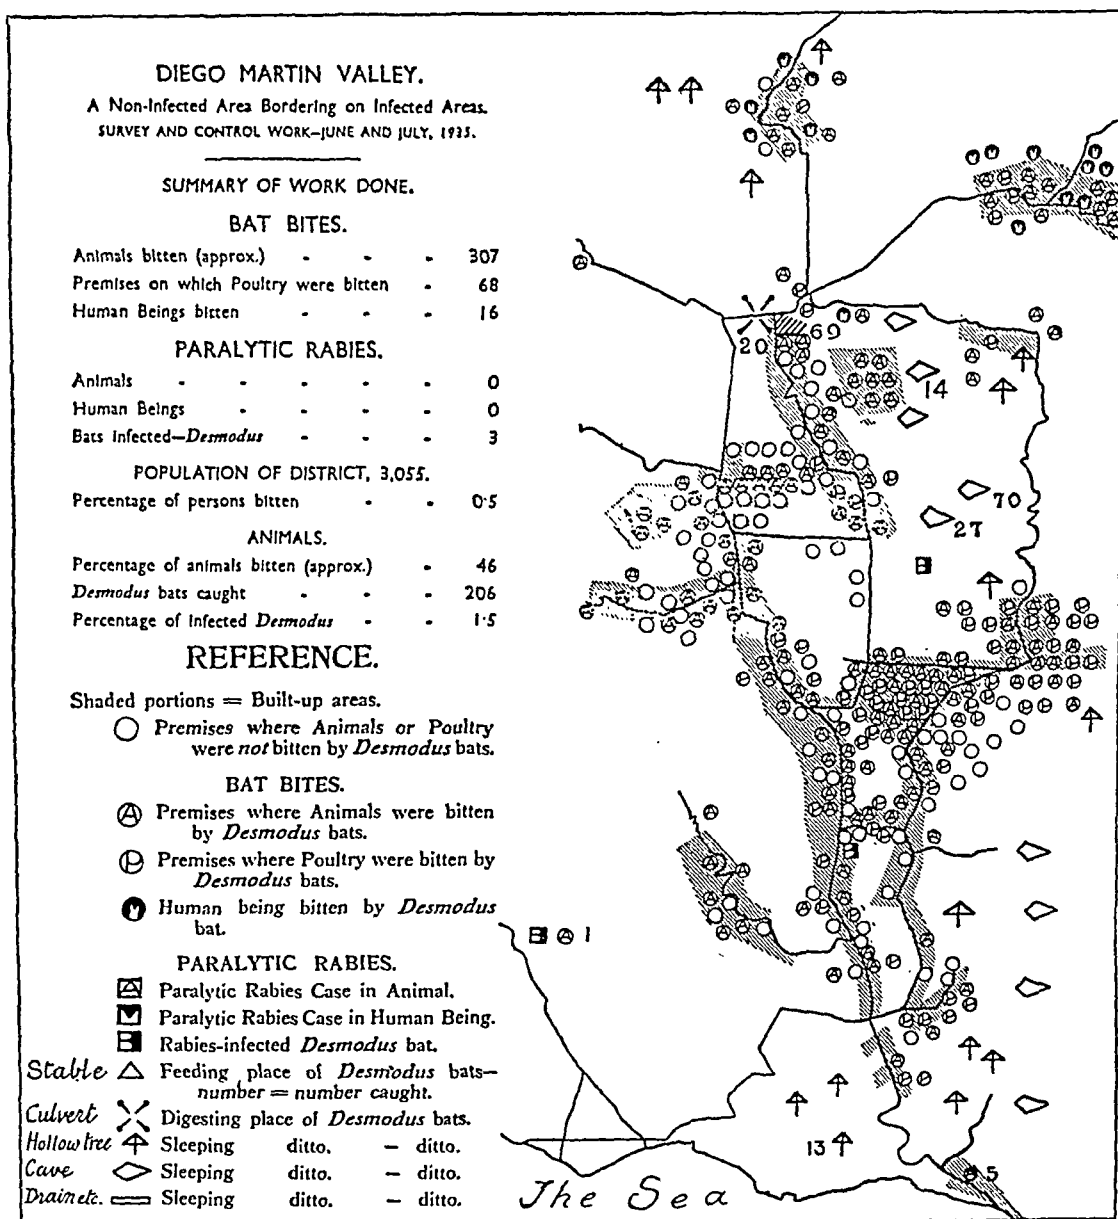 DIEGO MARTIN VALLEY.
A Non-Infected Area Bordering on Infected Areas.
SURVEY AND CONTROL WORK—JUNE AND JULY, 1935.
SUMMARY OF WORK DONE.
BAT BITES.
Animals bitten (approx.) - - - 307
Premises on which Poultry were bitten - 68
Human Beings bitten - - - 16
PARALYTIC RABIES.
Animals - - - - - - 0
Human Beings - - - - - 0
Bats Infected—Desmodus - - - 3
POPULATION OF DISTRICT, 3,055.
Percentage of persons bitten - - 0·5
ANIMALS.
Percentage of animals bitten (approx.) - 46
Desmodus bats caught - - - 206
Percentage of Infected Desmodus - - 1·5
REFERENCE.
Shaded portions = Built-up areas.
Premises where Animals or Poultry
were not bitten by Desmodus bats.
BAT BITES.
A Premises where Animals were bitten
by Desmodus bats.
P Premises where Poultry were bitten by
Desmodus bats.
Human being bitten by Desmodus
bat.
PARALYTIC RABIES.
A Paralytic Rabies Case in Animal.
Paralytic Rabies Case in Human Being.
B Rabies-infected Desmodus bat.
Stable Feeding place of Desmodus bats—
number = number caught.
Culvert Digesting place of Desmodus bats.
Hollow tree Sleeping ditto. — ditto.
Cave Sleeping ditto. — ditto.
Drain etc. Sleeping ditto. — ditto.
69
20
14
70
27
1
13
15
The Sea